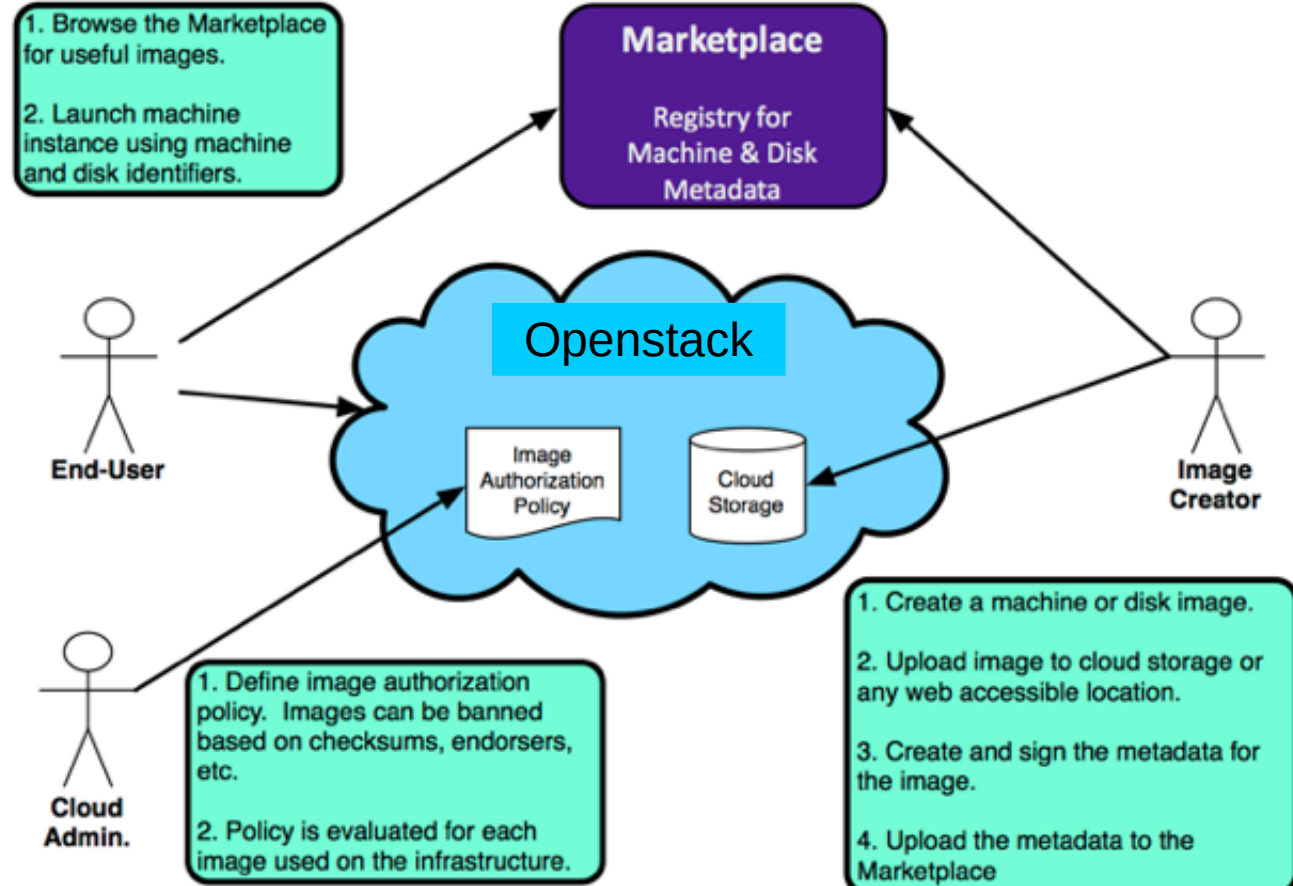 1. Browse the Marketplace
for useful images.
2. Launch machine
instance using machine
and disk identifiers.
Marketplace
Registry for
Machine & Disk
Metadata
Openstack
End-User
Image
Authorization
Policy
Cloud
Storage
Image
Creator
Cloud
Admin.
1. Define image authorization
policy.  Images can be banned
based on checksums, endorsers,
etc.
2. Policy is evaluated for each
image used on the infrastructure.
1. Create a machine or disk image.
2. Upload image to cloud storage or
any web accessible location.
3. Create and sign the metadata for
the image.
4. Upload the metadata to the
Marketplace